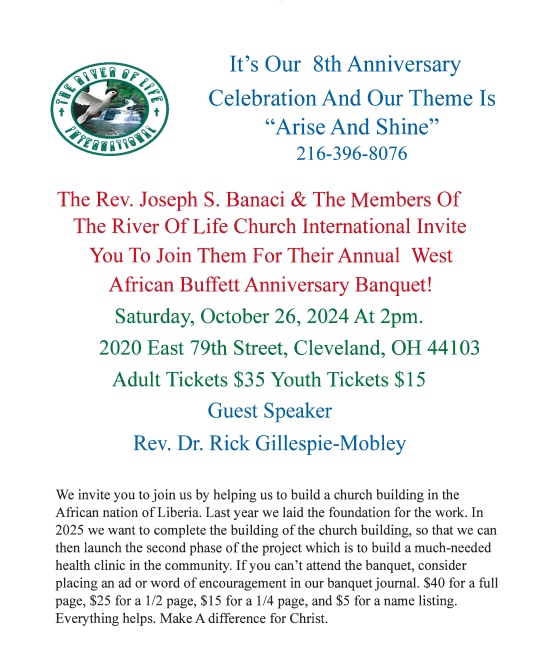 THE RIVER OF LIFE
INTERNATIONAL
It’s Our  8th Anniversary
Celebration And Our Theme Is
“Arise And Shine”
216-396-8076
The Rev. Joseph S. Banaci & The Members Of
The River Of Life Church International Invite
You To Join Them For Their Annual  West
African Buffett Anniversary Banquet!
Saturday, October 26, 2024 At 2pm.
2020 East 79th Street, Cleveland, OH 44103
Adult Tickets $35 Youth Tickets $15
Guest Speaker
Rev. Dr. Rick Gillespie-Mobley
We invite you to join us by helping us to build a church building in the
African nation of Liberia. Last year we laid the foundation for the work. In
2025 we want to complete the building of the church building, so that we can
then launch the second phase of the project which is to build a much-needed
health clinic in the community. If you can’t attend the banquet, consider
placing an ad or word of encouragement in our banquet journal. $40 for a full
page, $25 for a 1/2 page, $15 for a 1/4 page, and $5 for a name listing.
Everything helps. Make A difference for Christ.